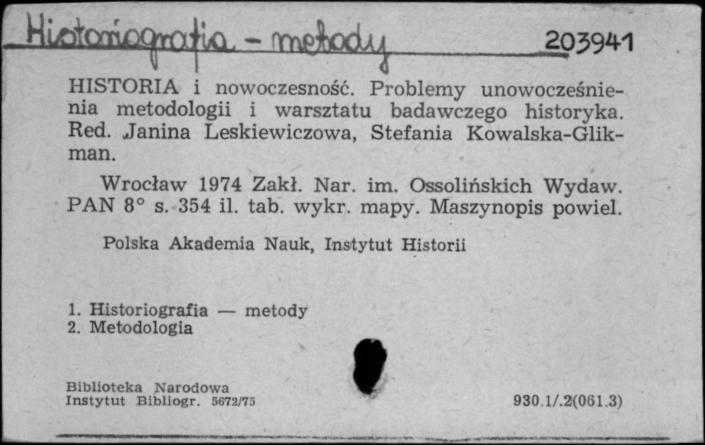 Historiografia - metody 203941
HISTORIA i nowoczesność. Problemy unowocześnie-
nia metodologii i warsztatu badawczego historyka.
Red. Janina Leskiewiczowa, Stefania Kowalska-Glik-
man.
Wrocław 1974 Zakł. Nar. im. Ossolińskich Wydaw.
PAN 8° s. 354 il. tab. wykr. mapy. Maszynopis powiel.
Polska Akademia Nauk, Instytut Historii
1. Historiografia — metody
2. Metodologia
Biblioteka Narodowa
Instytut Bibliogr. 5672/75 930.1/.2(061.3)